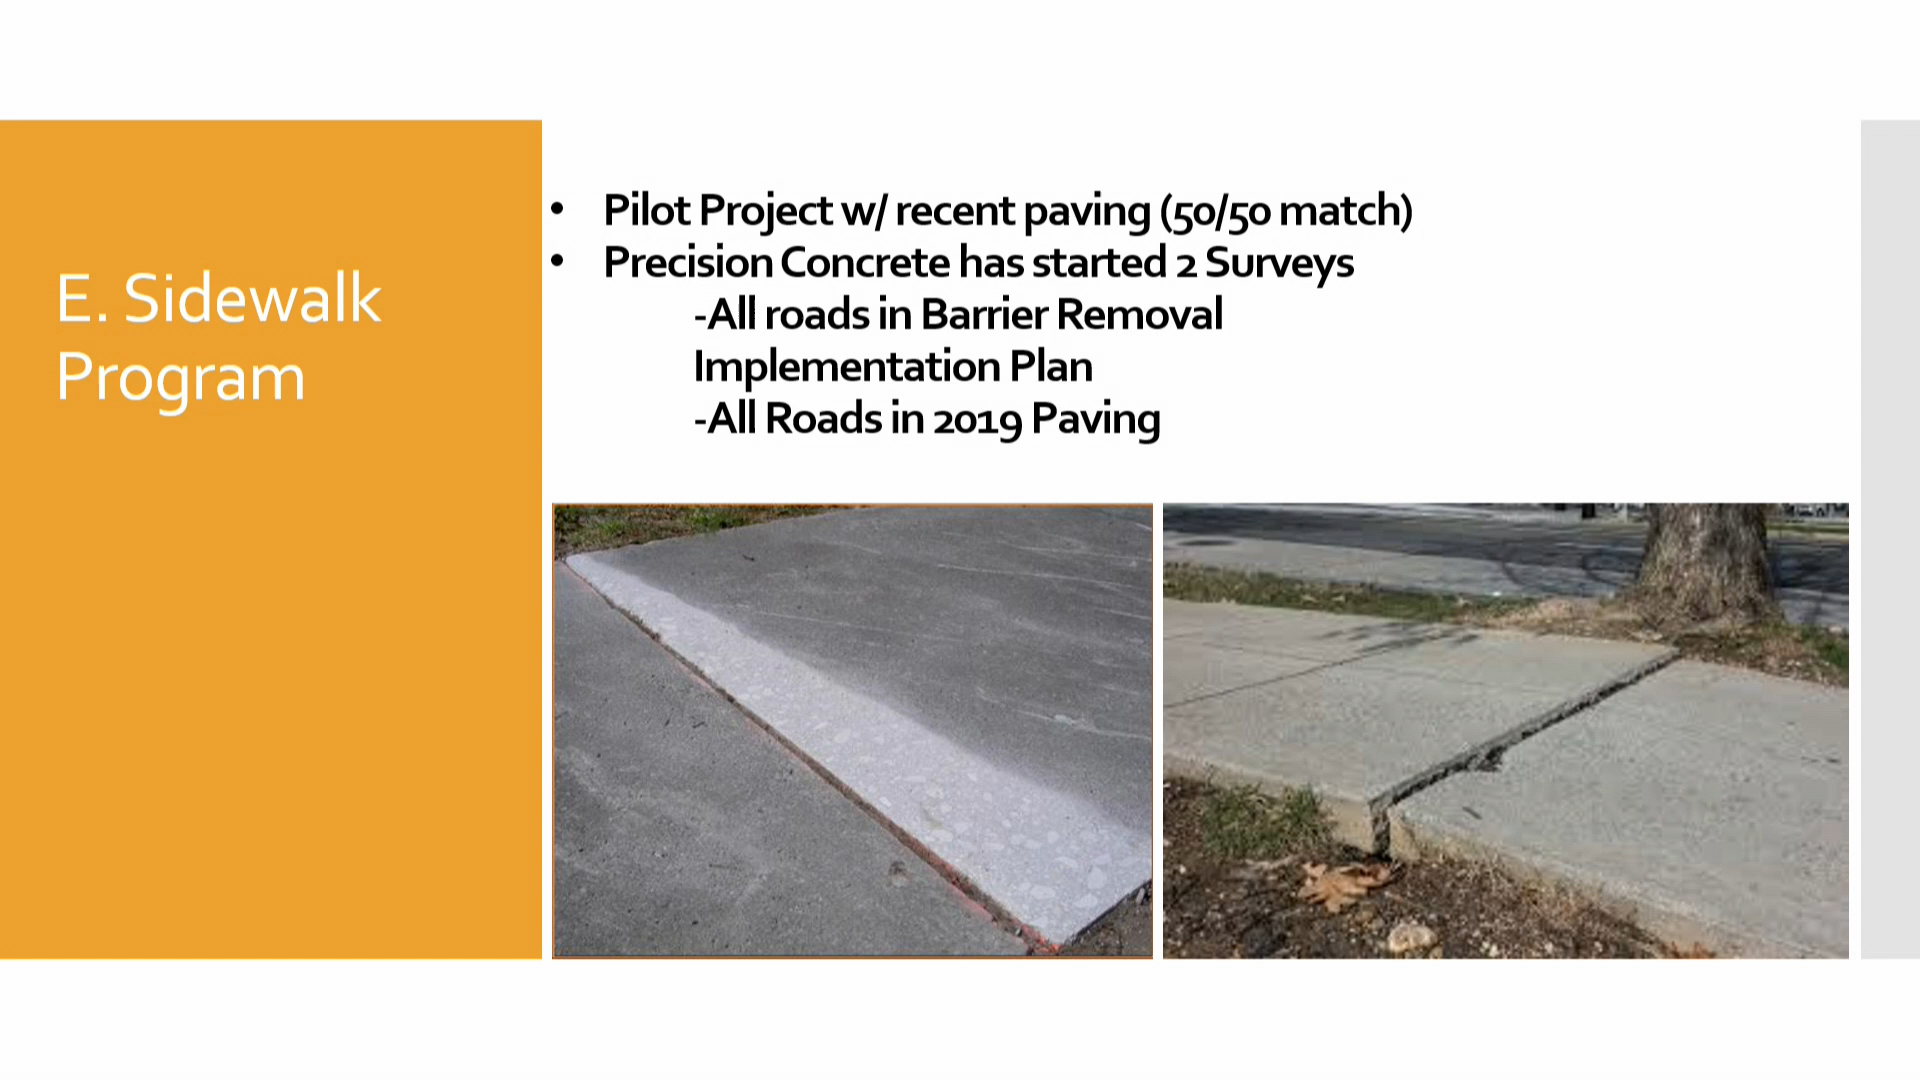 E. Sidewalk
Program
• Pilot Project w/ recent paving (50/50 match)
• Precision Concrete has started 2 Surveys
-All roads in Barrier Removal
Implementation Plan
-All Roads in 2019 Paving